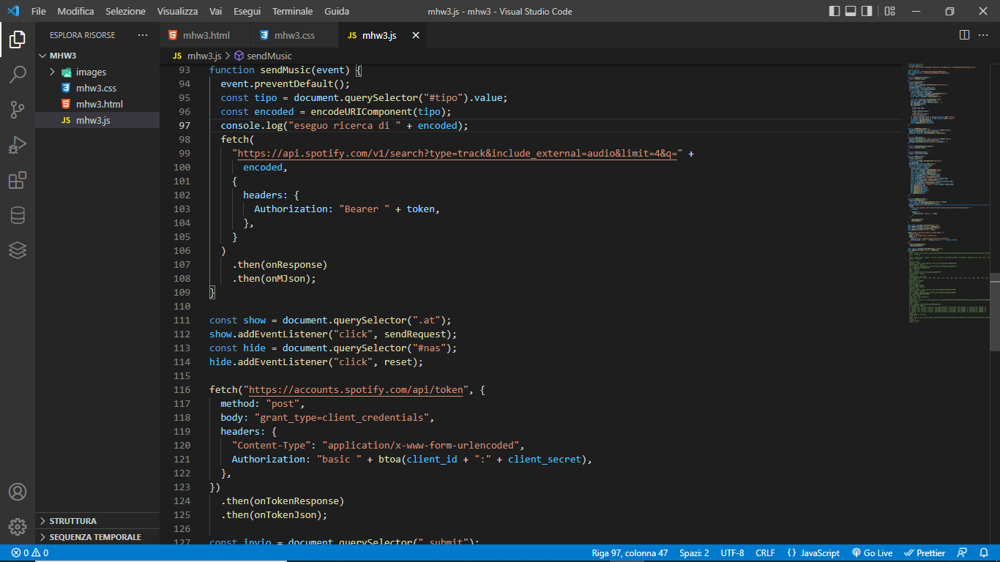 File Modifica Selezione Visualizza Vai Esegui Terminale Guida mhw3.js - mhw3 - Visual Studio Code
ESPLORA RISORSE
MHW3
images
mhw3.css
mhw3.html
JS mhw3.js
STRUTTURA
SEQUENZA TEMPORALE
mhw3.html mhw3.css JS mhw3.js
JS mhw3.js > sendMusic
93 function sendMusic(event) {
94 event.preventDefault();
95 const tipo = document.querySelector("#tipo").value;
96 const encoded = encodeURIComponent(tipo);
97 console.log("eseguo ricerca di " + encoded);
98 fetch(
99 "https://api.spotify.com/v1/search?type=track&include_external=audio&limit=4&q=" +
100 encoded,
101 {
102 headers: {
103 Authorization: "Bearer " + token,
104 },
105 }
106 )
107 .then(onResponse)
108 .then(onMJson);
109 }
110
111 const show = document.querySelector(".at");
112 show.addEventListener("click", sendRequest);
113 const hide = document.querySelector("#nas");
114 hide.addEventListener("click", reset);
115
116 fetch("https://accounts.spotify.com/api/token", {
117 method: "post",
118 body: "grant_type=client_credentials",
119 headers: {
120 "Content-Type": "application/x-www-form-urlencoded",
121 Authorization: "basic " + btoa(client_id + ":" + client_secret),
122 },
123 })
124 .then(onTokenResponse)
125 .then(onTokenJson);
126
127 const invio = document.querySelector(".submit");
0 0 Riga 97, colonna 47 Spazi: 2 UTF-8 CRLF {} JavaScript Go Live Prettier